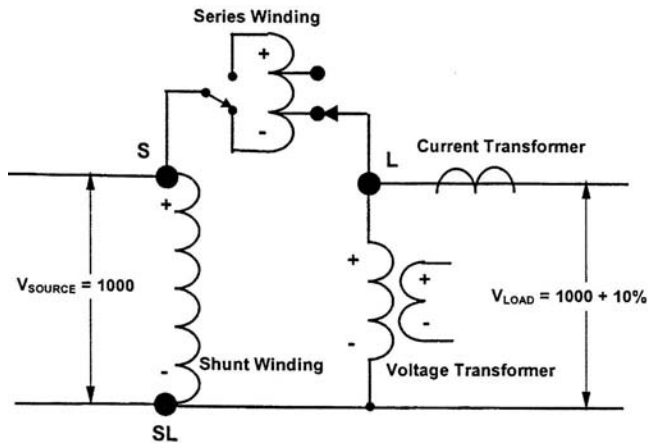 Series Winding
+
-
S
L
Current Transformer
+
+
+
VSOURCE = 1000
VLOAD = 1000 + 10%
-
-
-
Shunt Winding
Voltage Transformer
SL